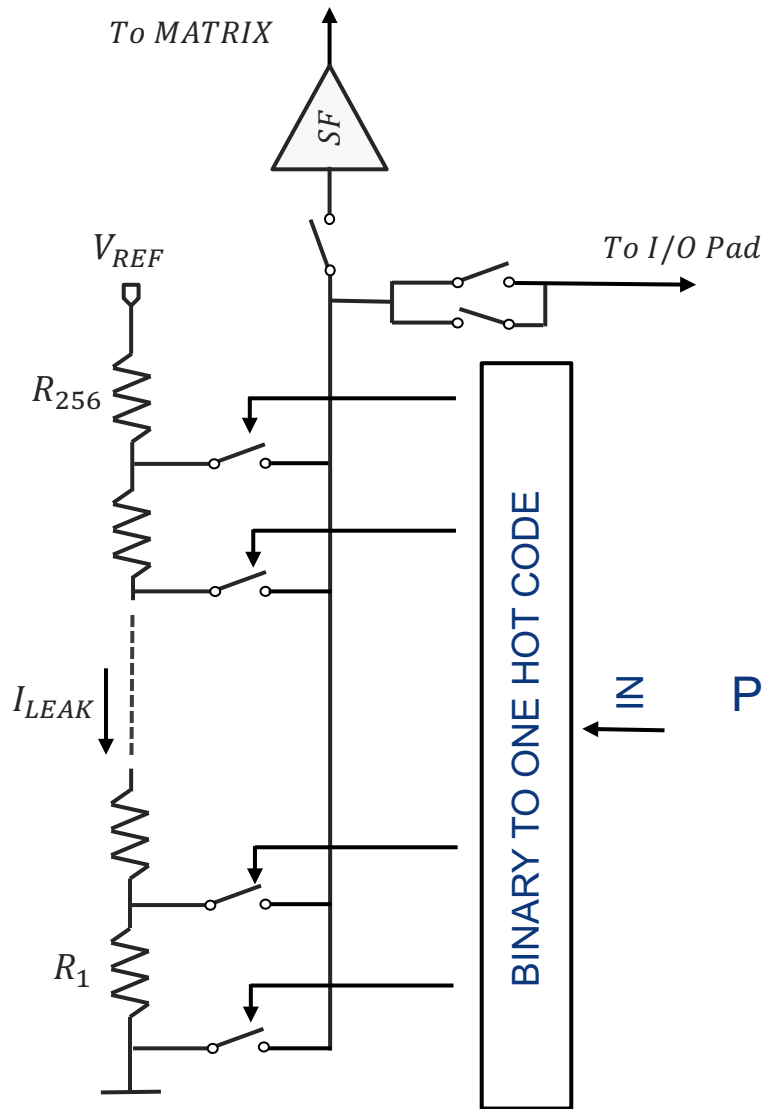 To MATRIX
SF
V_REF
To I/O Pad
R_256
BINARY TO ONE HOT CODE
I_LEAK
IN
P
R_1